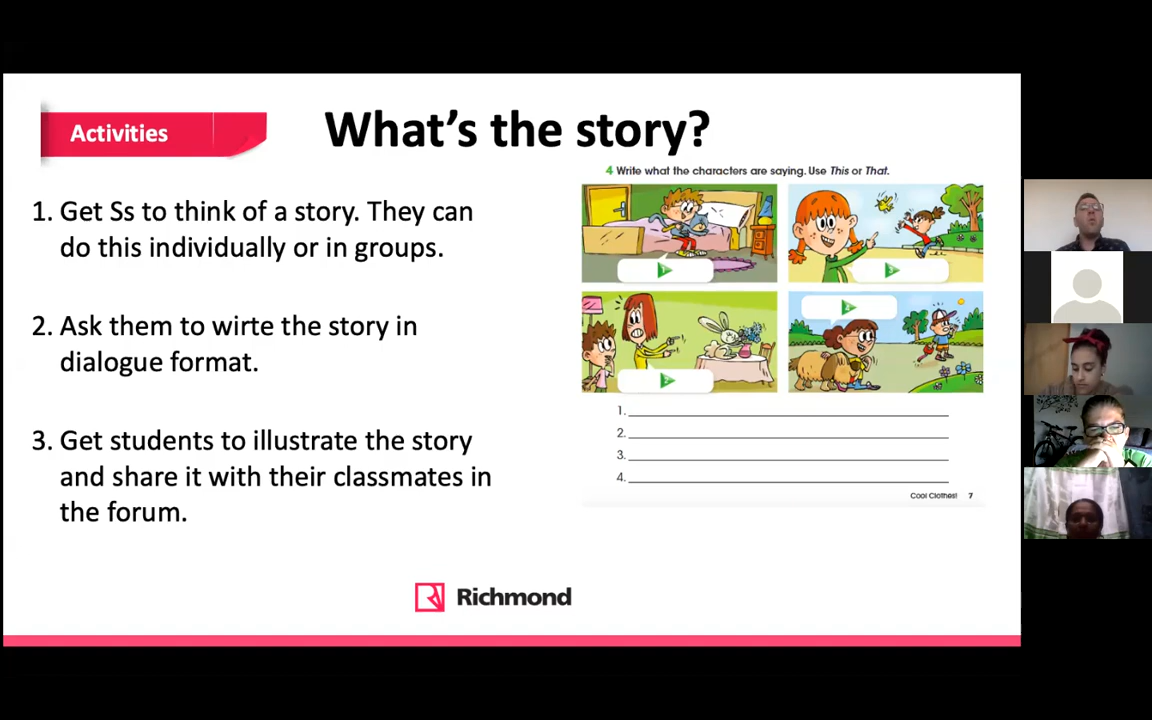 Activities
What's the story?
1. Get Ss to think of a story. They can
do this individually or in groups.
2. Ask them to wirte the story in
dialogue format.
3. Get students to illustrate the story
and share it with their classmates in
the forum.
4 Write what the characters are saying. Use This or That.
1.
2.
3.
4.
Cool Clothes! 7
Richmond